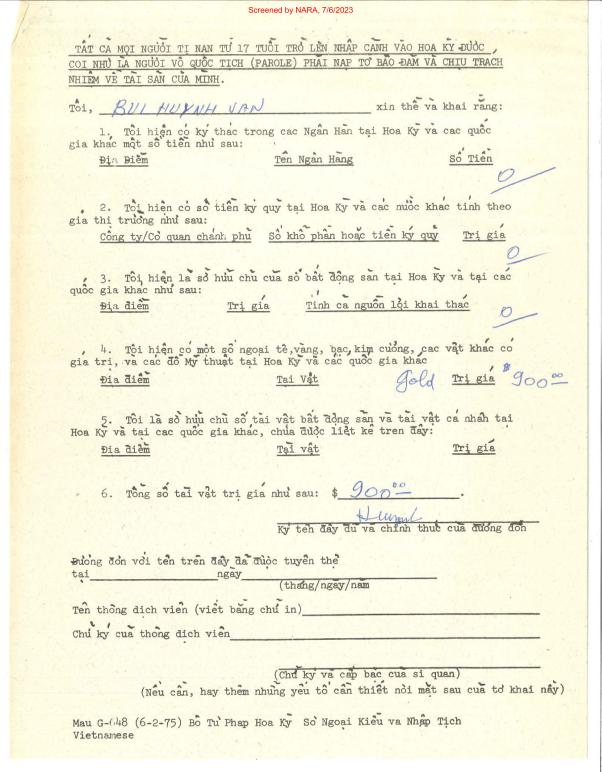 Screened by NARA, 7/6/2023
TẤT CẢ MỌI NGƯỜI TỊ NẠN TỪ 17 TUỔI TRỞ LÊN NHẬP CẢNH VÀO HOA KỲ ĐƯỢC
COI NHƯ LÀ NGƯỜI VÔ QUỐC TỊCH (PAROLE) PHẢI NẠP TỜ BẢO ĐẢM VÀ CHỊU TRÁCH
NHIỆM VỀ TÀI SẢN CỦA MÌNH.
Tôi, BUI HUYNH VAN xin thề và khai rằng:
1. Tôi hiện có ký thác trong các Ngân Hàn tại Hoa Kỳ và các quốc
gia khác một số tiền như sau:
Địa Điểm Tên Ngân Hàng Số Tiền
0
2. Tôi hiện có số tiền ký quỹ tại Hoa Kỳ và các nước khác tính theo
giá thị trường như sau:
Công ty/Cơ quan chánh phủ Số khổ phần hoặc tiền ký quỹ Trị giá
0
3. Tôi hiện là sở hữu chủ của số bất động sản tại Hoa Kỳ và tại các
quốc gia khác như sau:
Địa điểm Trị giá Tính cả nguồn lợi khai thác
0
4. Tôi hiện có một số ngoại tệ, vàng, bạc, kim cương, các vật khác có
giá trị, và các đồ Mỹ thuật tại Hoa Kỳ và các quốc gia khác
Địa điểm Tài Vật Gold Trị giá $900.00
5. Tôi là sở hữu chủ số tài vật bất động sản và tài vật cá nhân tại
Hoa Kỳ và tại các quốc gia khác, chưa được liệt kê trên đây:
Địa điểm Tài vật Trị giá
6. Tổng số tài vật trị giá như sau: $ 900.00.
Ký tên đầy đủ và chính thức của đương đơn
Đương đơn với tên trên đây đã được tuyên thệ
tại ngày
(tháng/ngày/năm
Tên thông dịch viên (viết bằng chữ in)
Chữ ký của thông dịch viên
(Chữ ký và cấp bậc của sĩ quan)
(Nếu cần, hãy thêm những yếu tố cần thiết nơi mặt sau của tờ khai này)
Mau G-648 (6-2-75) Bộ Tư Pháp Hoa Kỳ Sở Ngoại Kiều và Nhập Tịch
Vietnamese